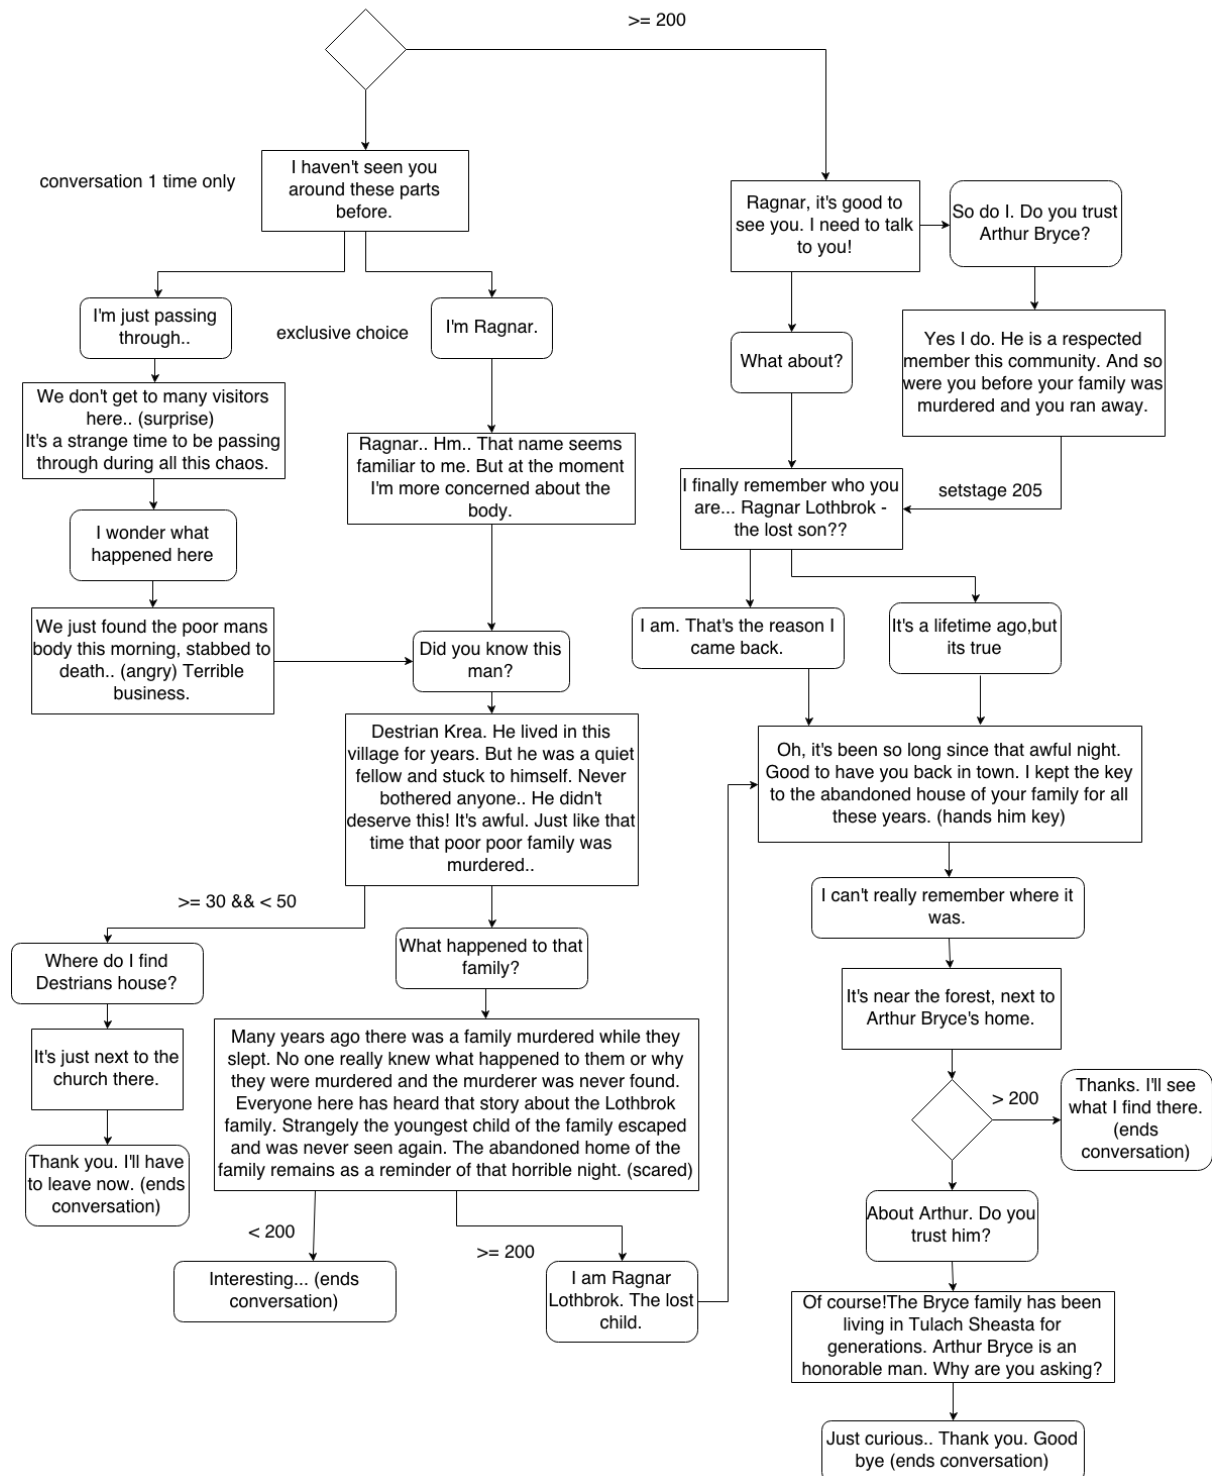 >= 200
I haven't seen you
around these parts
before.
conversation 1 time only
Ragnar, it's good to
see you. I need to talk
to you!
So do I. Do you trust
Arthur Bryce?
I'm just passing
through..
exclusive choice
I'm Ragnar.
What about?
Yes I do. He is a respected
member this community. And so
were you before your family was
murdered and you ran away.
We don't get to many visitors
here.. (surprise)
It's a strange time to be passing
through during all this chaos.
Ragnar.. Hm.. That name seems
familiar to me. But at the moment
I'm more concerned about the
body.
I finally remember who you
are... Ragnar Lothbrok -
the lost son??
setstage 205
I wonder what
happened here
We just found the poor mans
body this morning, stabbed to
death.. (angry) Terrible
business.
Did you know this
man?
I am. That's the reason I
came back.
It's a lifetime ago,but
its true
Destrian Krea. He lived in this
village for years. But he was a quiet
fellow and stuck to himself. Never
bothered anyone.. He didn't
deserve this! It's awful. Just like that
time that poor poor family was
murdered..
Oh, it's been so long since that awful night.
Good to have you back in town. I kept the key
to the abandoned house of your family for all
these years. (hands him key)
>= 30 && < 50
I can't really remember where it
was.
Where do I find
Destrians house?
What happened to that
family?
It's near the forest, next to
Arthur Bryce's home.
It's just next to the
church there.
Many years ago there was a family murdered while they
slept. No one really knew what happened to them or why
they were murdered and the murderer was never found.
Everyone here has heard that story about the Lothbrok
family. Strangely the youngest child of the family escaped
and was never seen again. The abandoned home of the
family remains as a reminder of that horrible night. (scared)
> 200
Thanks. I'll see
what I find there.
(ends
conversation)
Thank you. I'll have
to leave now. (ends
conversation)
About Arthur. Do you
trust him?
< 200
>= 200
Interesting... (ends
conversation)
I am Ragnar
Lothbrok. The lost
child.
Of course!The Bryce family has been
living in Tulach Sheasta for
generations. Arthur Bryce is an
honorable man. Why are you asking?
Just curious.. Thank you. Good
bye (ends conversation)